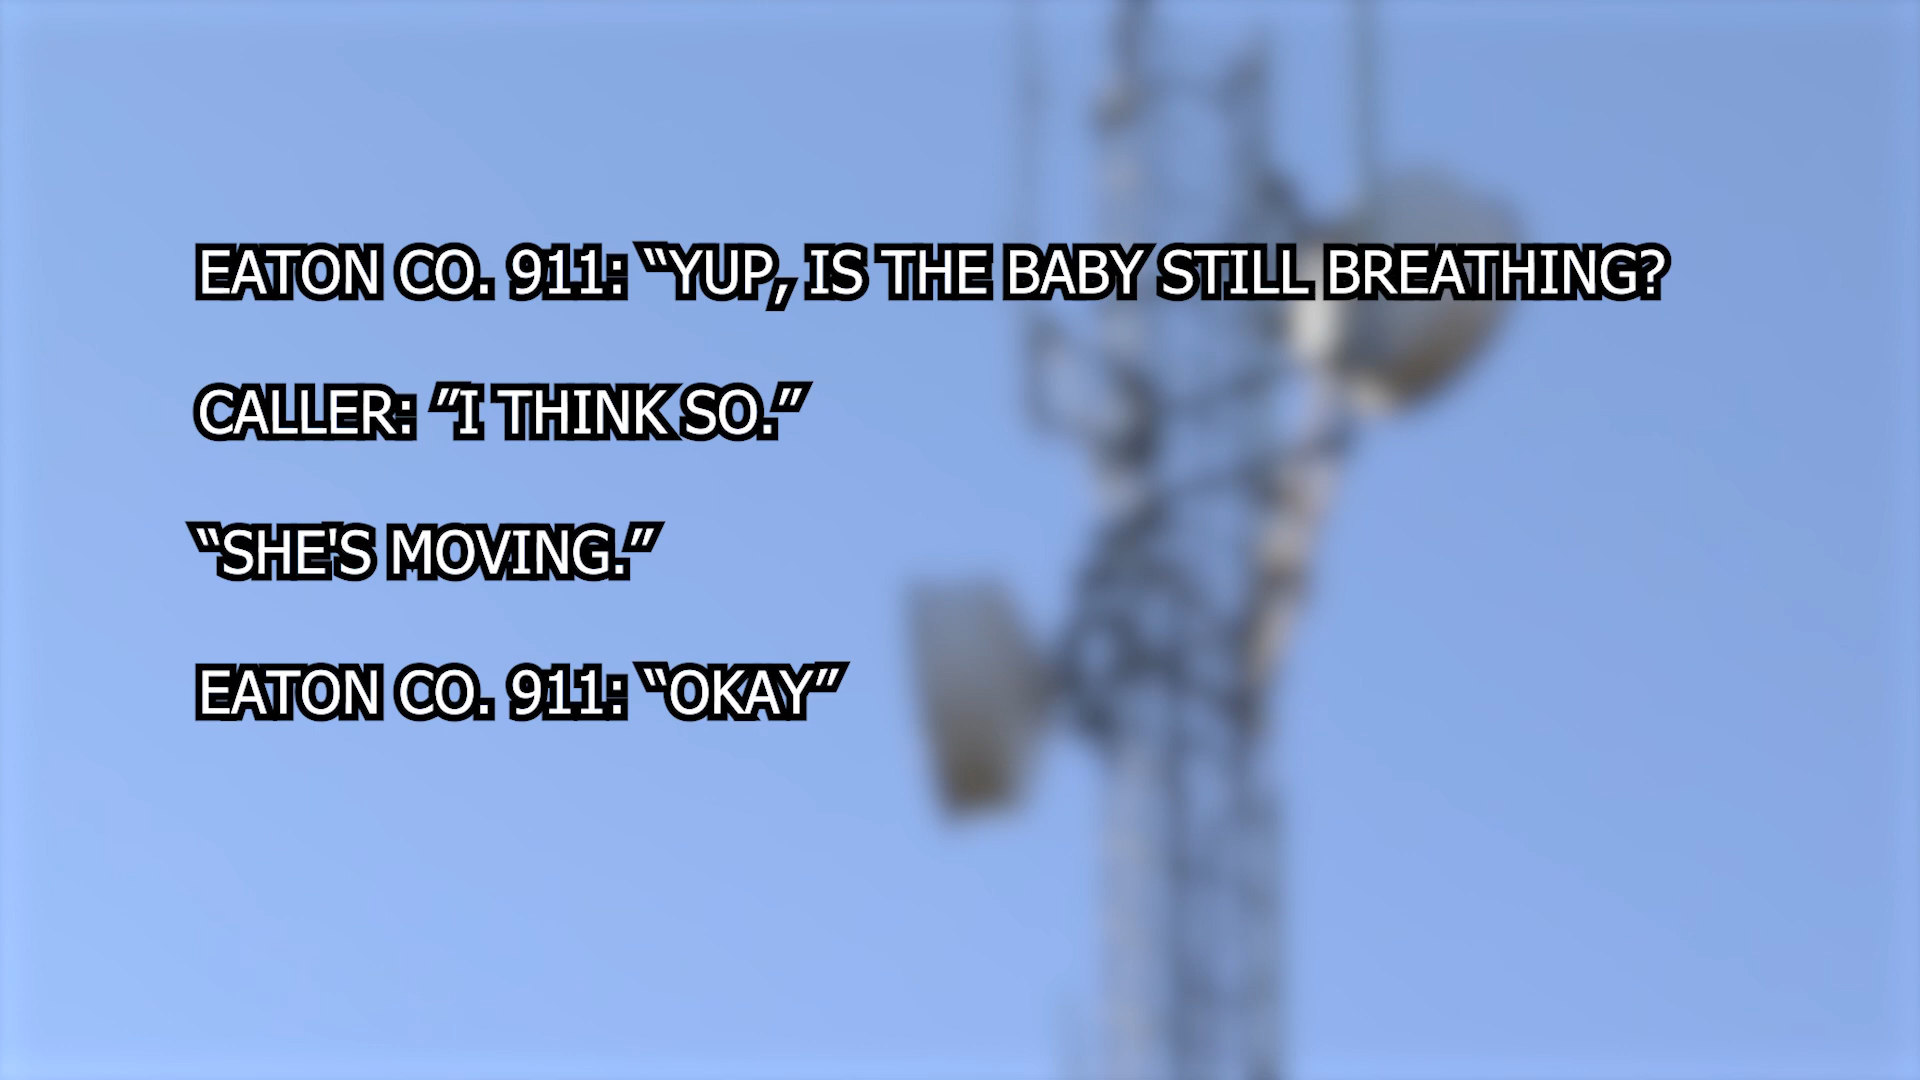 EATON CO. 911: “YUP, IS THE BABY STILL BREATHING?
CALLER: ”I THINK SO.”
“SHE'S MOVING.”
EATON CO. 911: “OKAY”